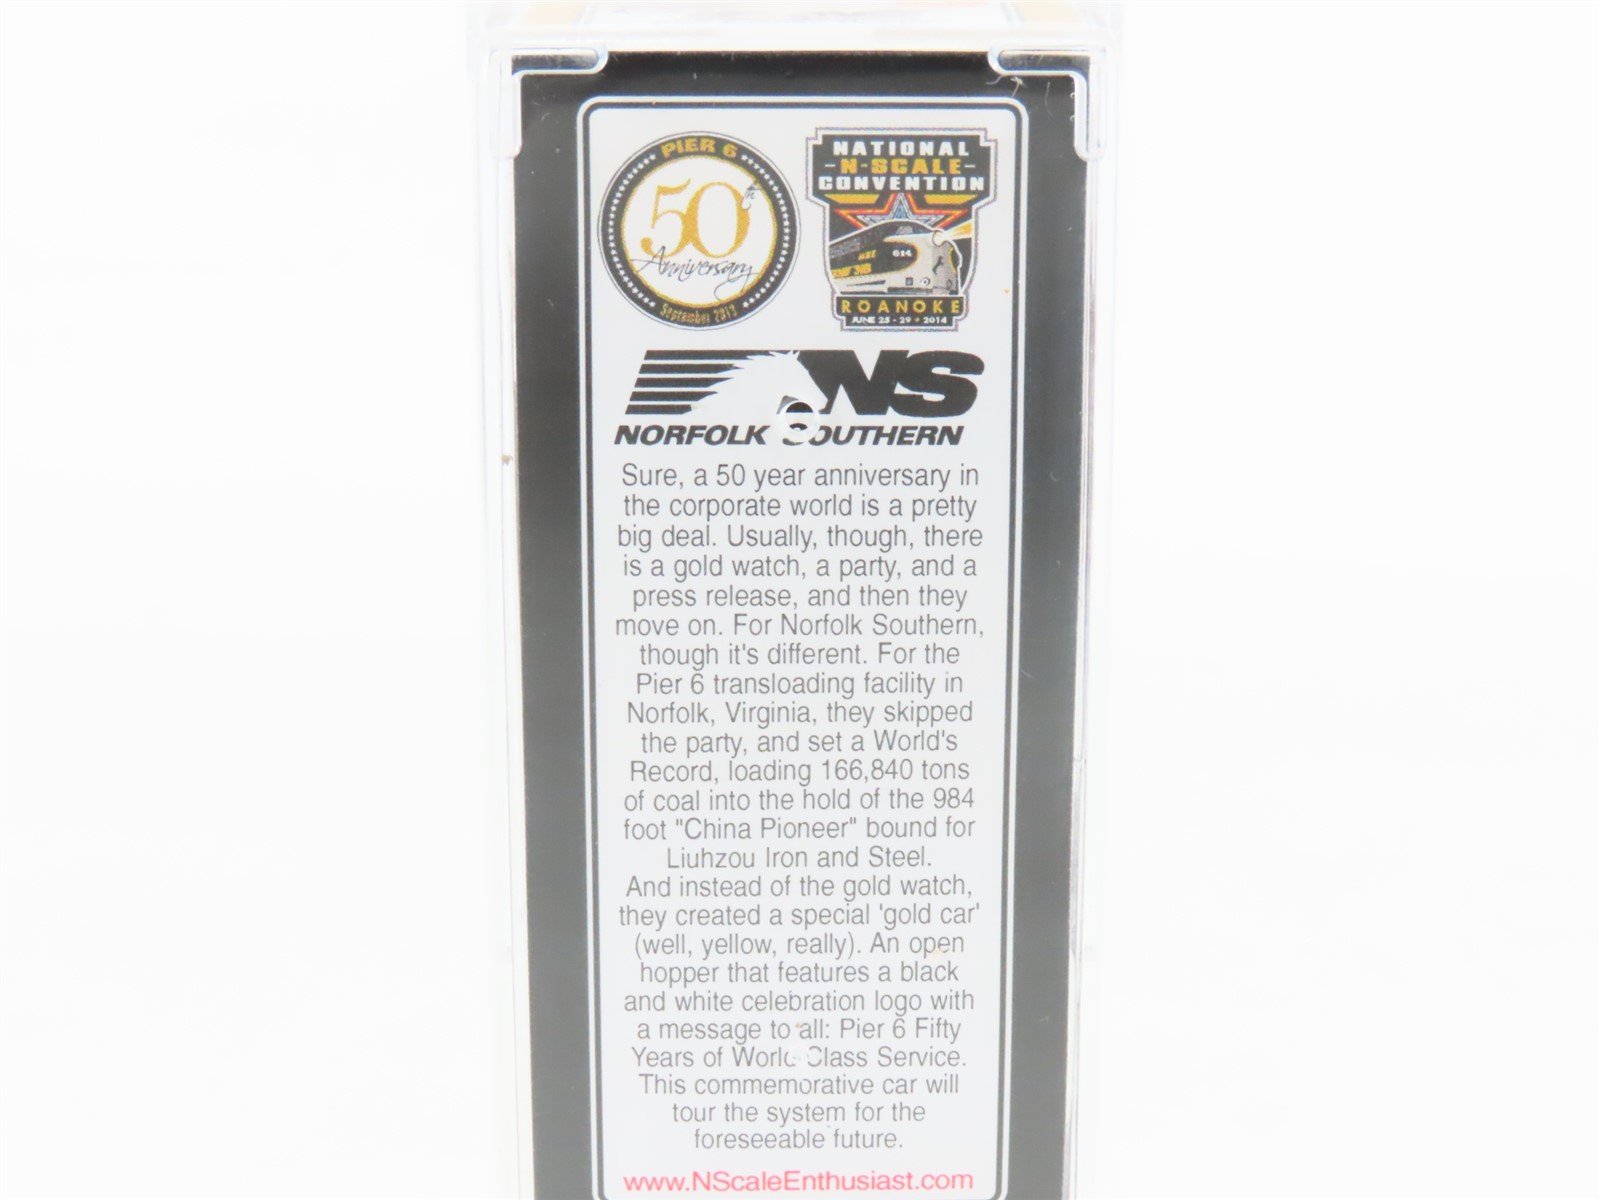 PIER 6
50th
Anniversary
September 2013
NATIONAL
N-SCALE
CONVENTION
614
ROANOKE
JUNE 25 - 29 • 2014
NS
NORFOLK SOUTHERN
Sure, a 50 year anniversary in
the corporate world is a pretty
big deal. Usually, though, there
is a gold watch, a party, and a
press release, and then they
move on. For Norfolk Southern,
though it's different. For the
Pier 6 transloading facility in
Norfolk, Virginia, they skipped
the party, and set a World's
Record, loading 166,840 tons
of coal into the hold of the 984
foot "China Pioneer" bound for
Liuhzou Iron and Steel.
And instead of the gold watch,
they created a special 'gold car'
(well, yellow, really). An open
hopper that features a black
and white celebration logo with
a message to all: Pier 6 Fifty
Years of World Class Service.
This commemorative car will
tour the system for the
foreseeable future.
www.NScaleEnthusiast.com